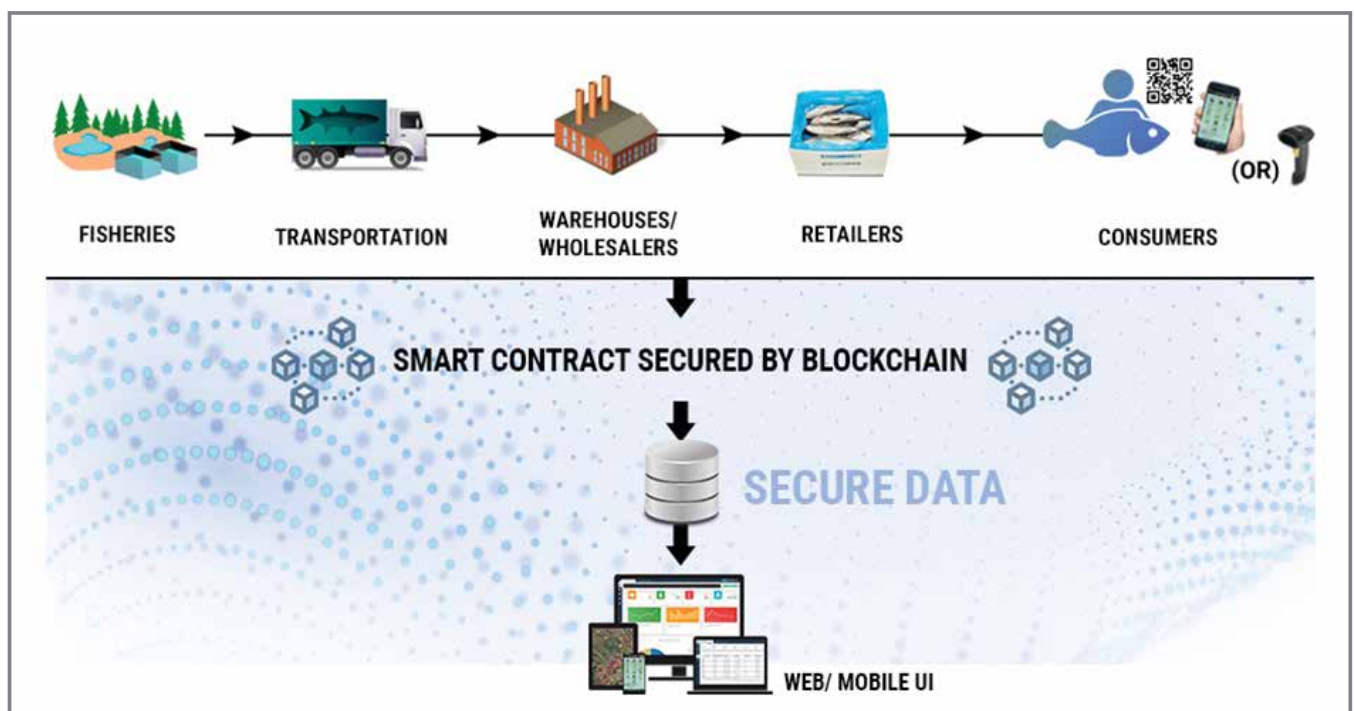 (OR)
FISHERIES
TRANSPORTATION
WAREHOUSES/
WHOLESALERS
RETAILERS
CONSUMERS
SMART CONTRACT SECURED BY BLOCKCHAIN
SECURE DATA
WEB/ MOBILE UI